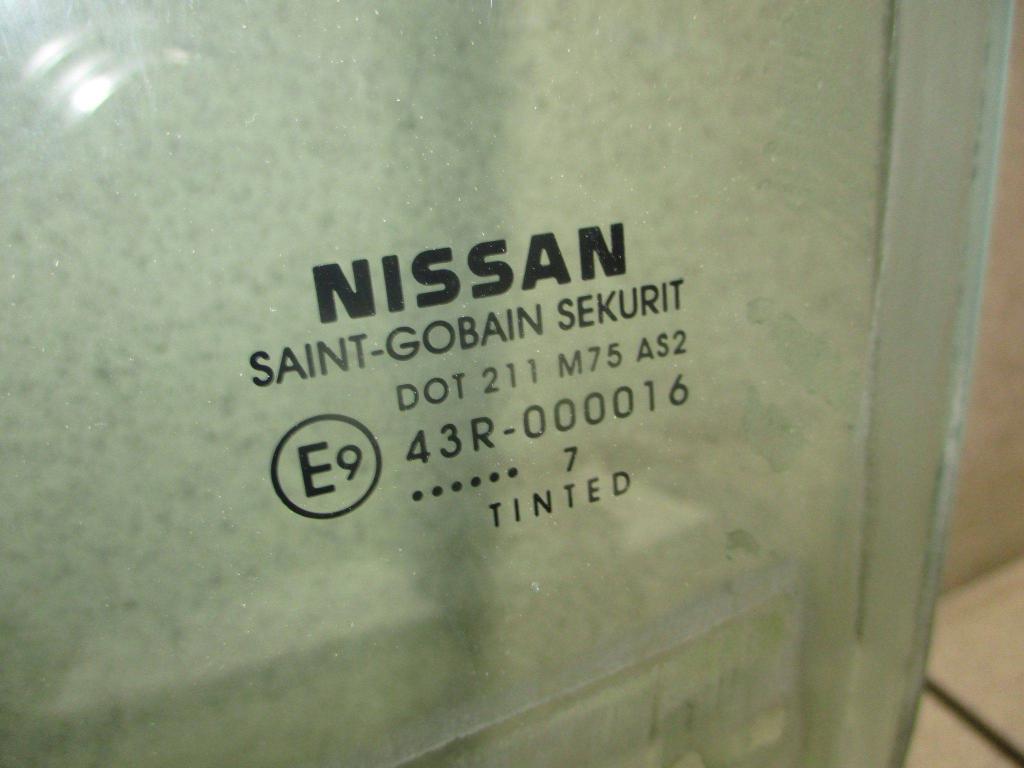 NISSAN
SAINT-GOBAIN SEKURIT
DOT 211 M75 AS2
E9 43R-000016
...... 7
TINTED